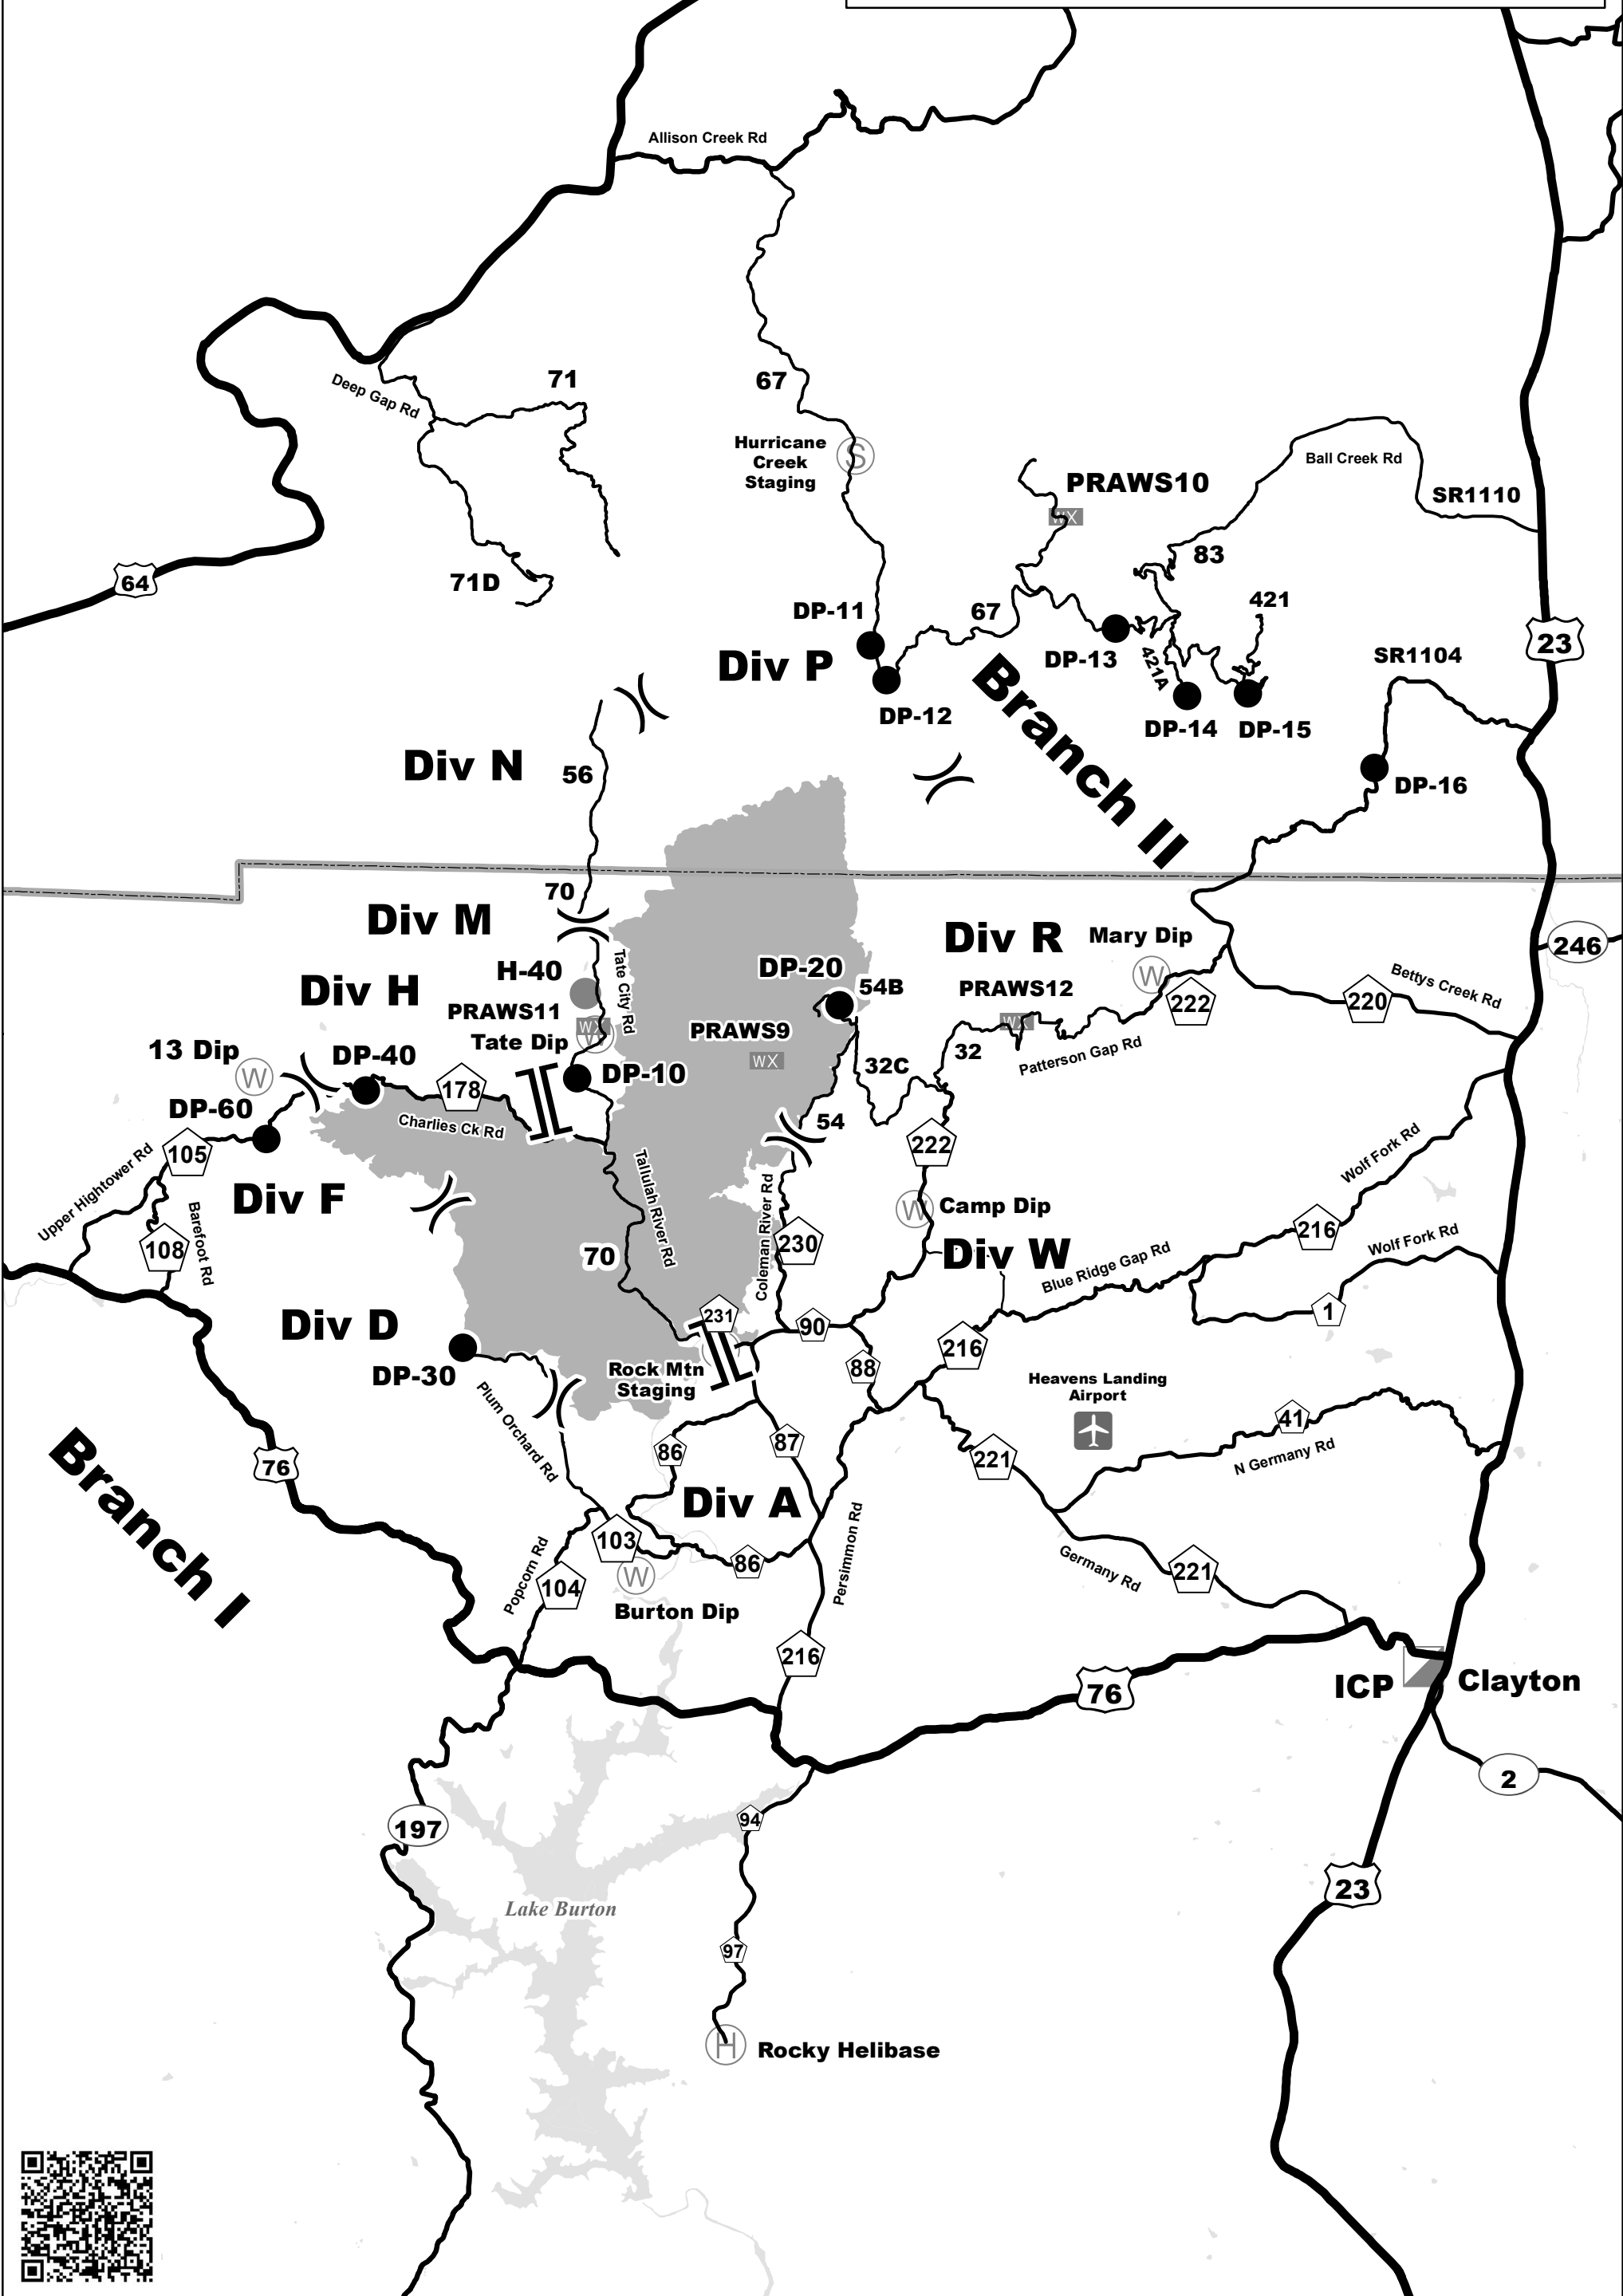 Allison Creek Rd
71
67
Deep Gap Rd
Hurricane
Creek
Staging
S
Ball Creek Rd
PRAWS10
WX
SR1110
83
64
71D
421
DP-11
67
23
Div P
DP-13
421A
SR1104
DP-12
Branch II
DP-14
DP-15
Div N
56
DP-16
70
Div M
Div R
Mary Dip
246
H-40
Tate City Rd
DP-20
W
Div H
54B
PRAWS12
Bettys Creek Rd
222
220
PRAWS11
WX
Tate Dip
W
PRAWS9
WX
WX
32
Patterson Gap Rd
13 Dip
W
DP-40
178
DP-10
32C
DP-60
Charlies Ck Rd
54
222
105
Upper Hightower Rd
Wolf Fork Rd
Div F
Tallulah River Rd
Coleman River Rd
W
Camp Dip
108
Barefoot Rd
70
230
Div W
216
Wolf Fork Rd
Blue Ridge Gap Rd
Div D
231
90
1
216
DP-30
Rock Mtn
Staging
88
Heavens Landing
Airport
Plum Orchard Rd
41
76
86
87
221
N Germany Rd
Branch I
Div A
103
Popcorn Rd
86
Persimmon Rd
Germany Rd
221
104
W
Burton Dip
216
76
ICP
Clayton
2
197
94
23
Lake Burton
97
H
Rocky Helibase